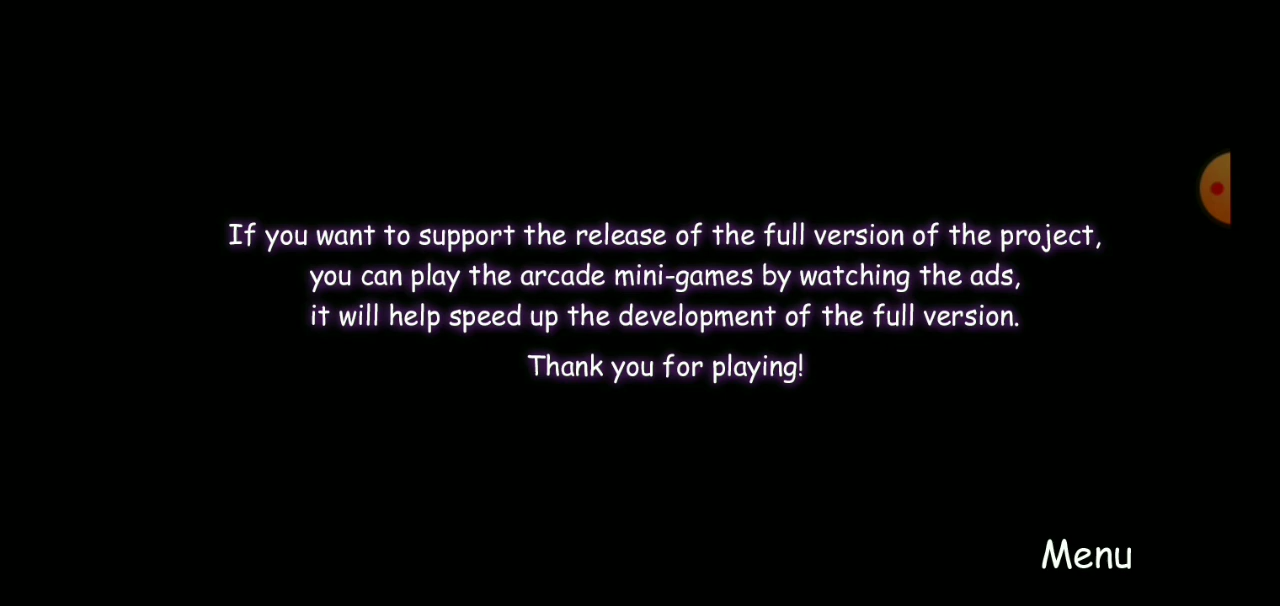 If you want to support the release of the full version of the project,
you can play the arcade mini-games by watching the ads,
it will help speed up the development of the full version.
Thank you for playing!
Menu